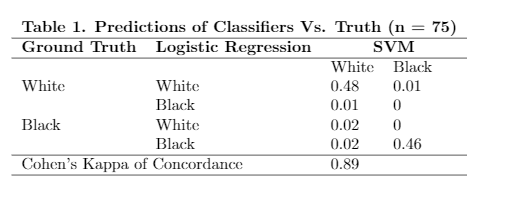 Table 1. Predictions of Classifiers Vs. Truth (n = 75)
Ground Truth Logistic Regression SVM
White Black
White White 0.48 0.01
Black 0.01 0
Black White 0.02 0
Black 0.02 0.46
Cohen's Kappa of Concordance 0.89